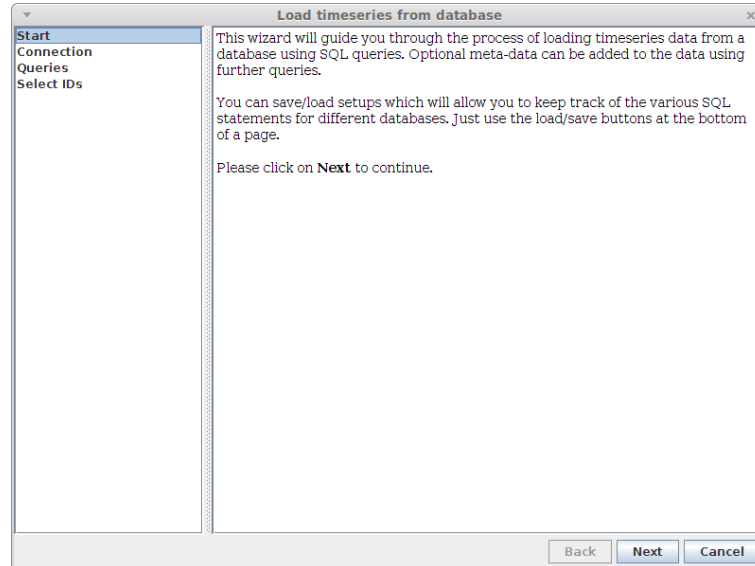 Load timeseries from database
Start
Connection
Queries
Select IDs
This wizard will guide you through the process of loading timeseries data from a
database using SQL queries. Optional meta-data can be added to the data using
further queries.
You can save/load setups which will allow you to keep track of the various SQL
statements for different databases. Just use the load/save buttons at the bottom
of a page.
Please click on Next to continue.
Back
Next
Cancel